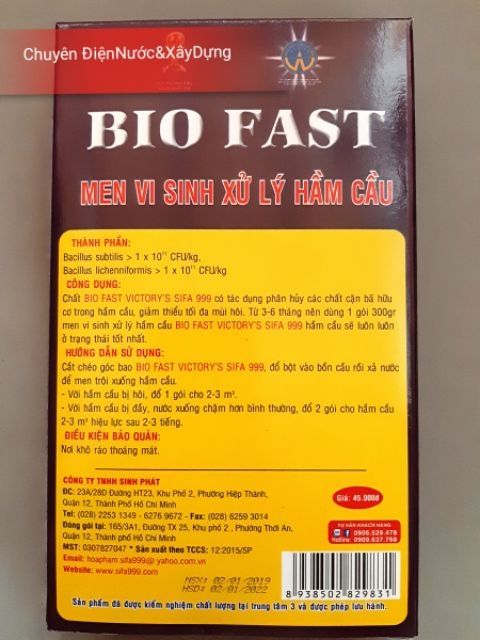 Chuyên ĐiệnNước&XâyDựng
BIO FAST
MEN VI SINH XỬ LÝ HẦM CẦU
THÀNH PHẦN:
Bacillus subtilis > 1 x 10¹¹ CFU/kg,
Bacillus lichenniformis > 1 x 10¹¹ CFU/kg
CÔNG DỤNG:
Chất BIO FAST VICTORY'S SIFA 999 có tác dụng phân hủy các chất cặn bã hữu
cơ trong hầm cầu, giảm thiểu tối đa mùi hôi. Từ 3-6 tháng nên dùng 1 gói 300gr
men vi sinh xử lý hầm cầu BIO FAST VICTORY'S SIFA 999 hầm cầu sẽ luôn luôn
ở trạng thái tốt nhất.
HƯỚNG DẪN SỬ DỤNG:
Cắt chéo góc bao BIO FAST VICTORY'S SIFA 999, đổ bột vào bồn cầu rồi xả nước
để men trôi xuống hầm cầu.
- Với hầm cầu bị hôi, đổ 1 gói cho 2-3 m³.
- Với hầm cầu bị đầy, nước xuống chậm hơn bình thường, đổ 2 gói cho hầm cầu
2-3 m³ hiệu lực sau 2-3 tiếng.
ĐIỀU KIỆN BẢO QUẢN:
Nơi khô ráo thoáng mát.
CÔNG TY TNHH SINH PHÁT
ĐC: 23A/28D Đường HT23, Khu Phố 2, Phường Hiệp Thành,
Quận 12, Thành Phố Hồ Chí Minh
Tel: (028) 2253 1349 - 6276 9672 - Fax: (028) 6259 3014
Đóng gói tại: 165/3A1, Đường TX 25, Khu phố 2, Phường Thới An,
Quận 12, Thành Phố Hồ Chí Minh
MST: 0307827047 * Sản xuất theo TCCS: 12:2015/SP
Email: hoapham.sifa999@yahoo.com.vn
Website: www.sifa999.com
Giá: 45.000đ
TƯ VẤN KHÁCH HÀNG
0906.529.478
Hotline: 0909.637.768
NSX: 02/01/2019
HSD: 02/01/2022
8 938502 829831
Sản phẩm đã được kiểm nghiệm chất lượng tại trung tâm 3 và được phép lưu hành.